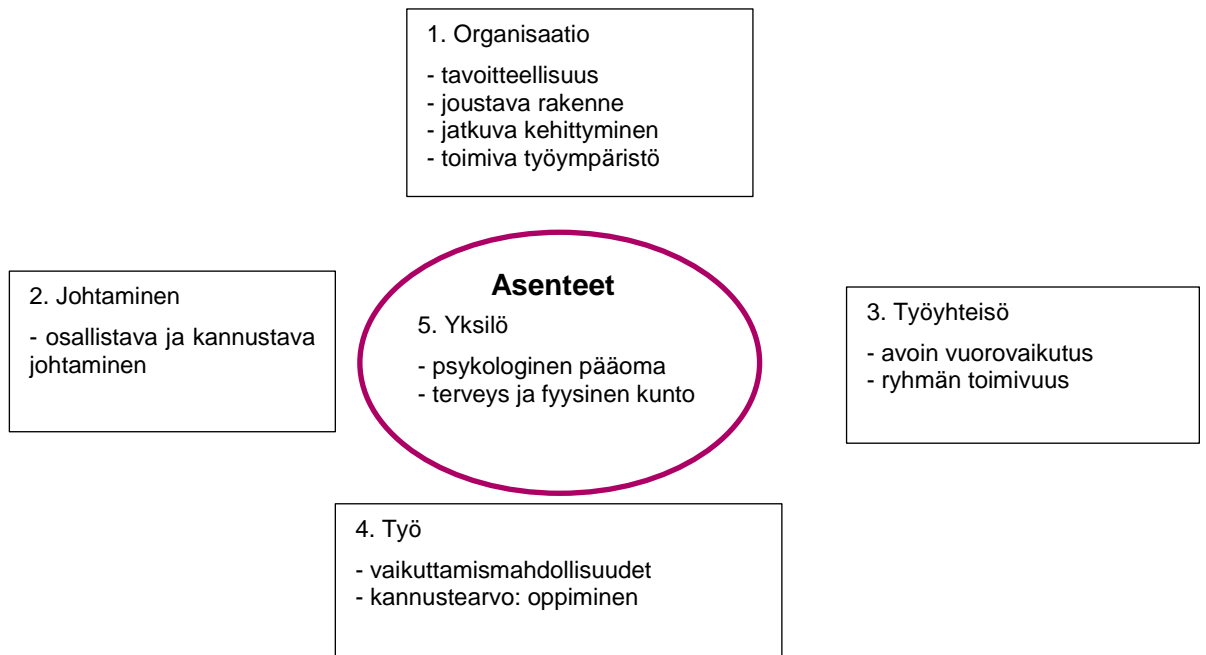 1. Organisaatio
- tavoitteellisuus
- joustava rakenne
- jatkuva kehittyminen
- toimiva työympäristö
2. Johtaminen
- osallistava ja kannustava
johtaminen
Asenteet
5. Yksilö
- psykologinen pääoma
- terveys ja fyysinen kunto
3. Työyhteisö
- avoin vuorovaikutus
- ryhmän toimivuus
4. Työ
- vaikuttamismahdollisuudet
- kannustearvo: oppiminen